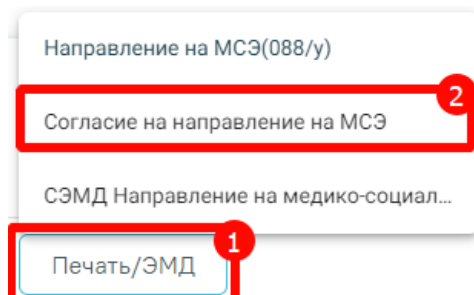 Направление на МСЭ(088/у)
2
Согласие на направление на МСЭ
СЭМД Направление на медико-социал...
1
Печать/ЭМД